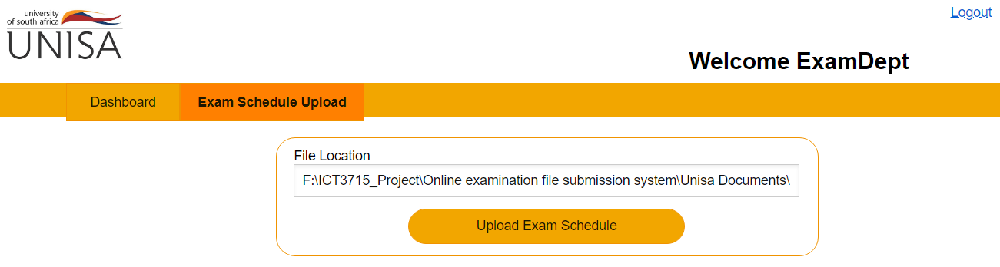 university
of south africa
UNISA
Logout
Welcome ExamDept
Dashboard
Exam Schedule Upload
File Location
F:\ICT3715_Project\Online examination file submission system\Unisa Documents\
Upload Exam Schedule